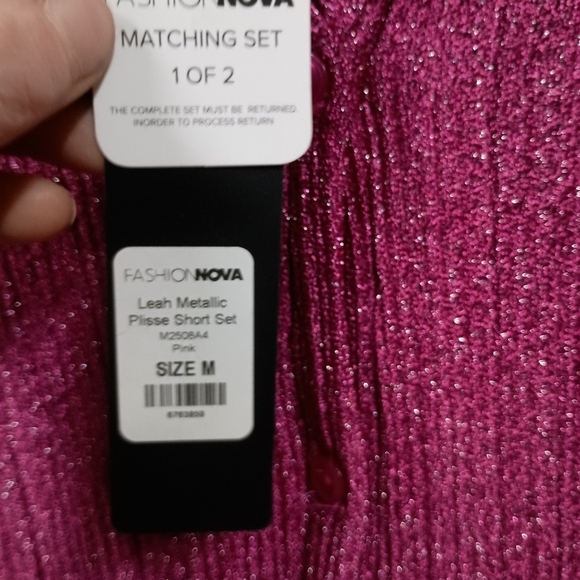 FASHIONNOVA
MATCHING SET
1 OF 2
THE COMPLETE SET MUST BE RETURNED
INORDER TO PROCESS RETURN
FASHIONNOVA
Leah Metallic
Plisse Short Set
M2508A4
Pink
SIZE M